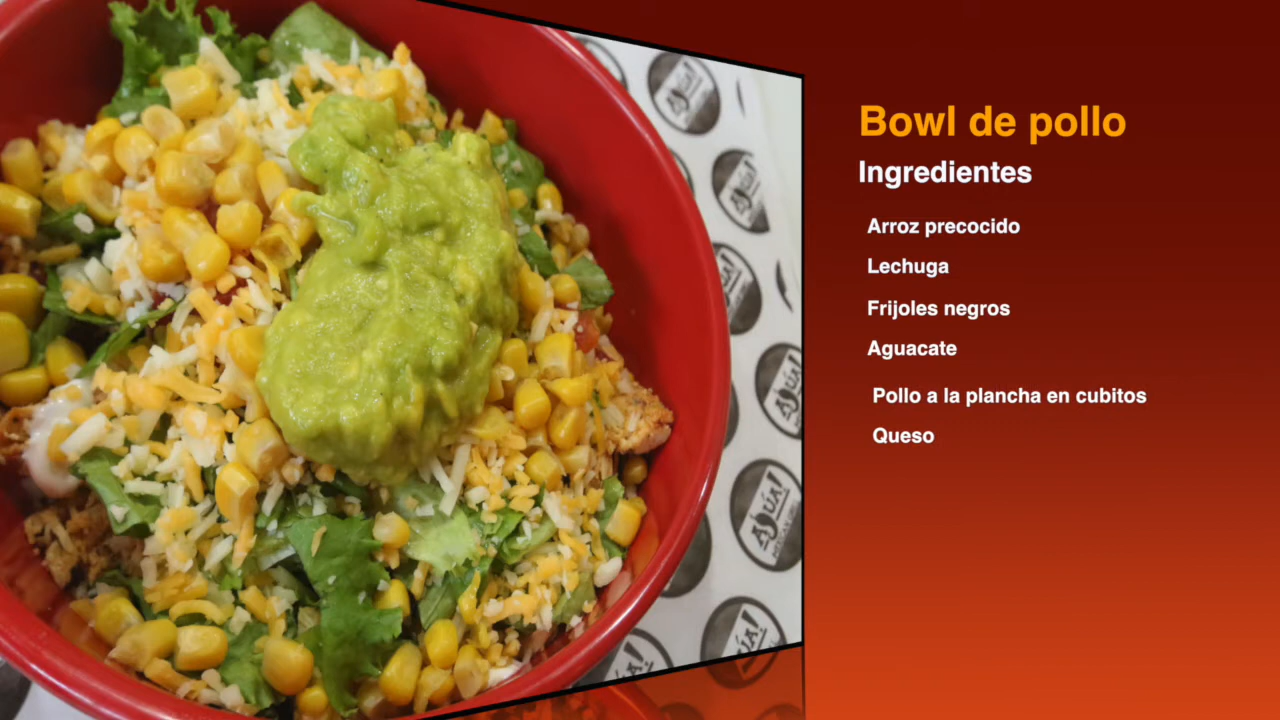 Bowl de pollo
Ingredientes
Arroz precocido
Lechuga
Frijoles negros
Aguacate
Pollo a la plancha en cubitos
Queso